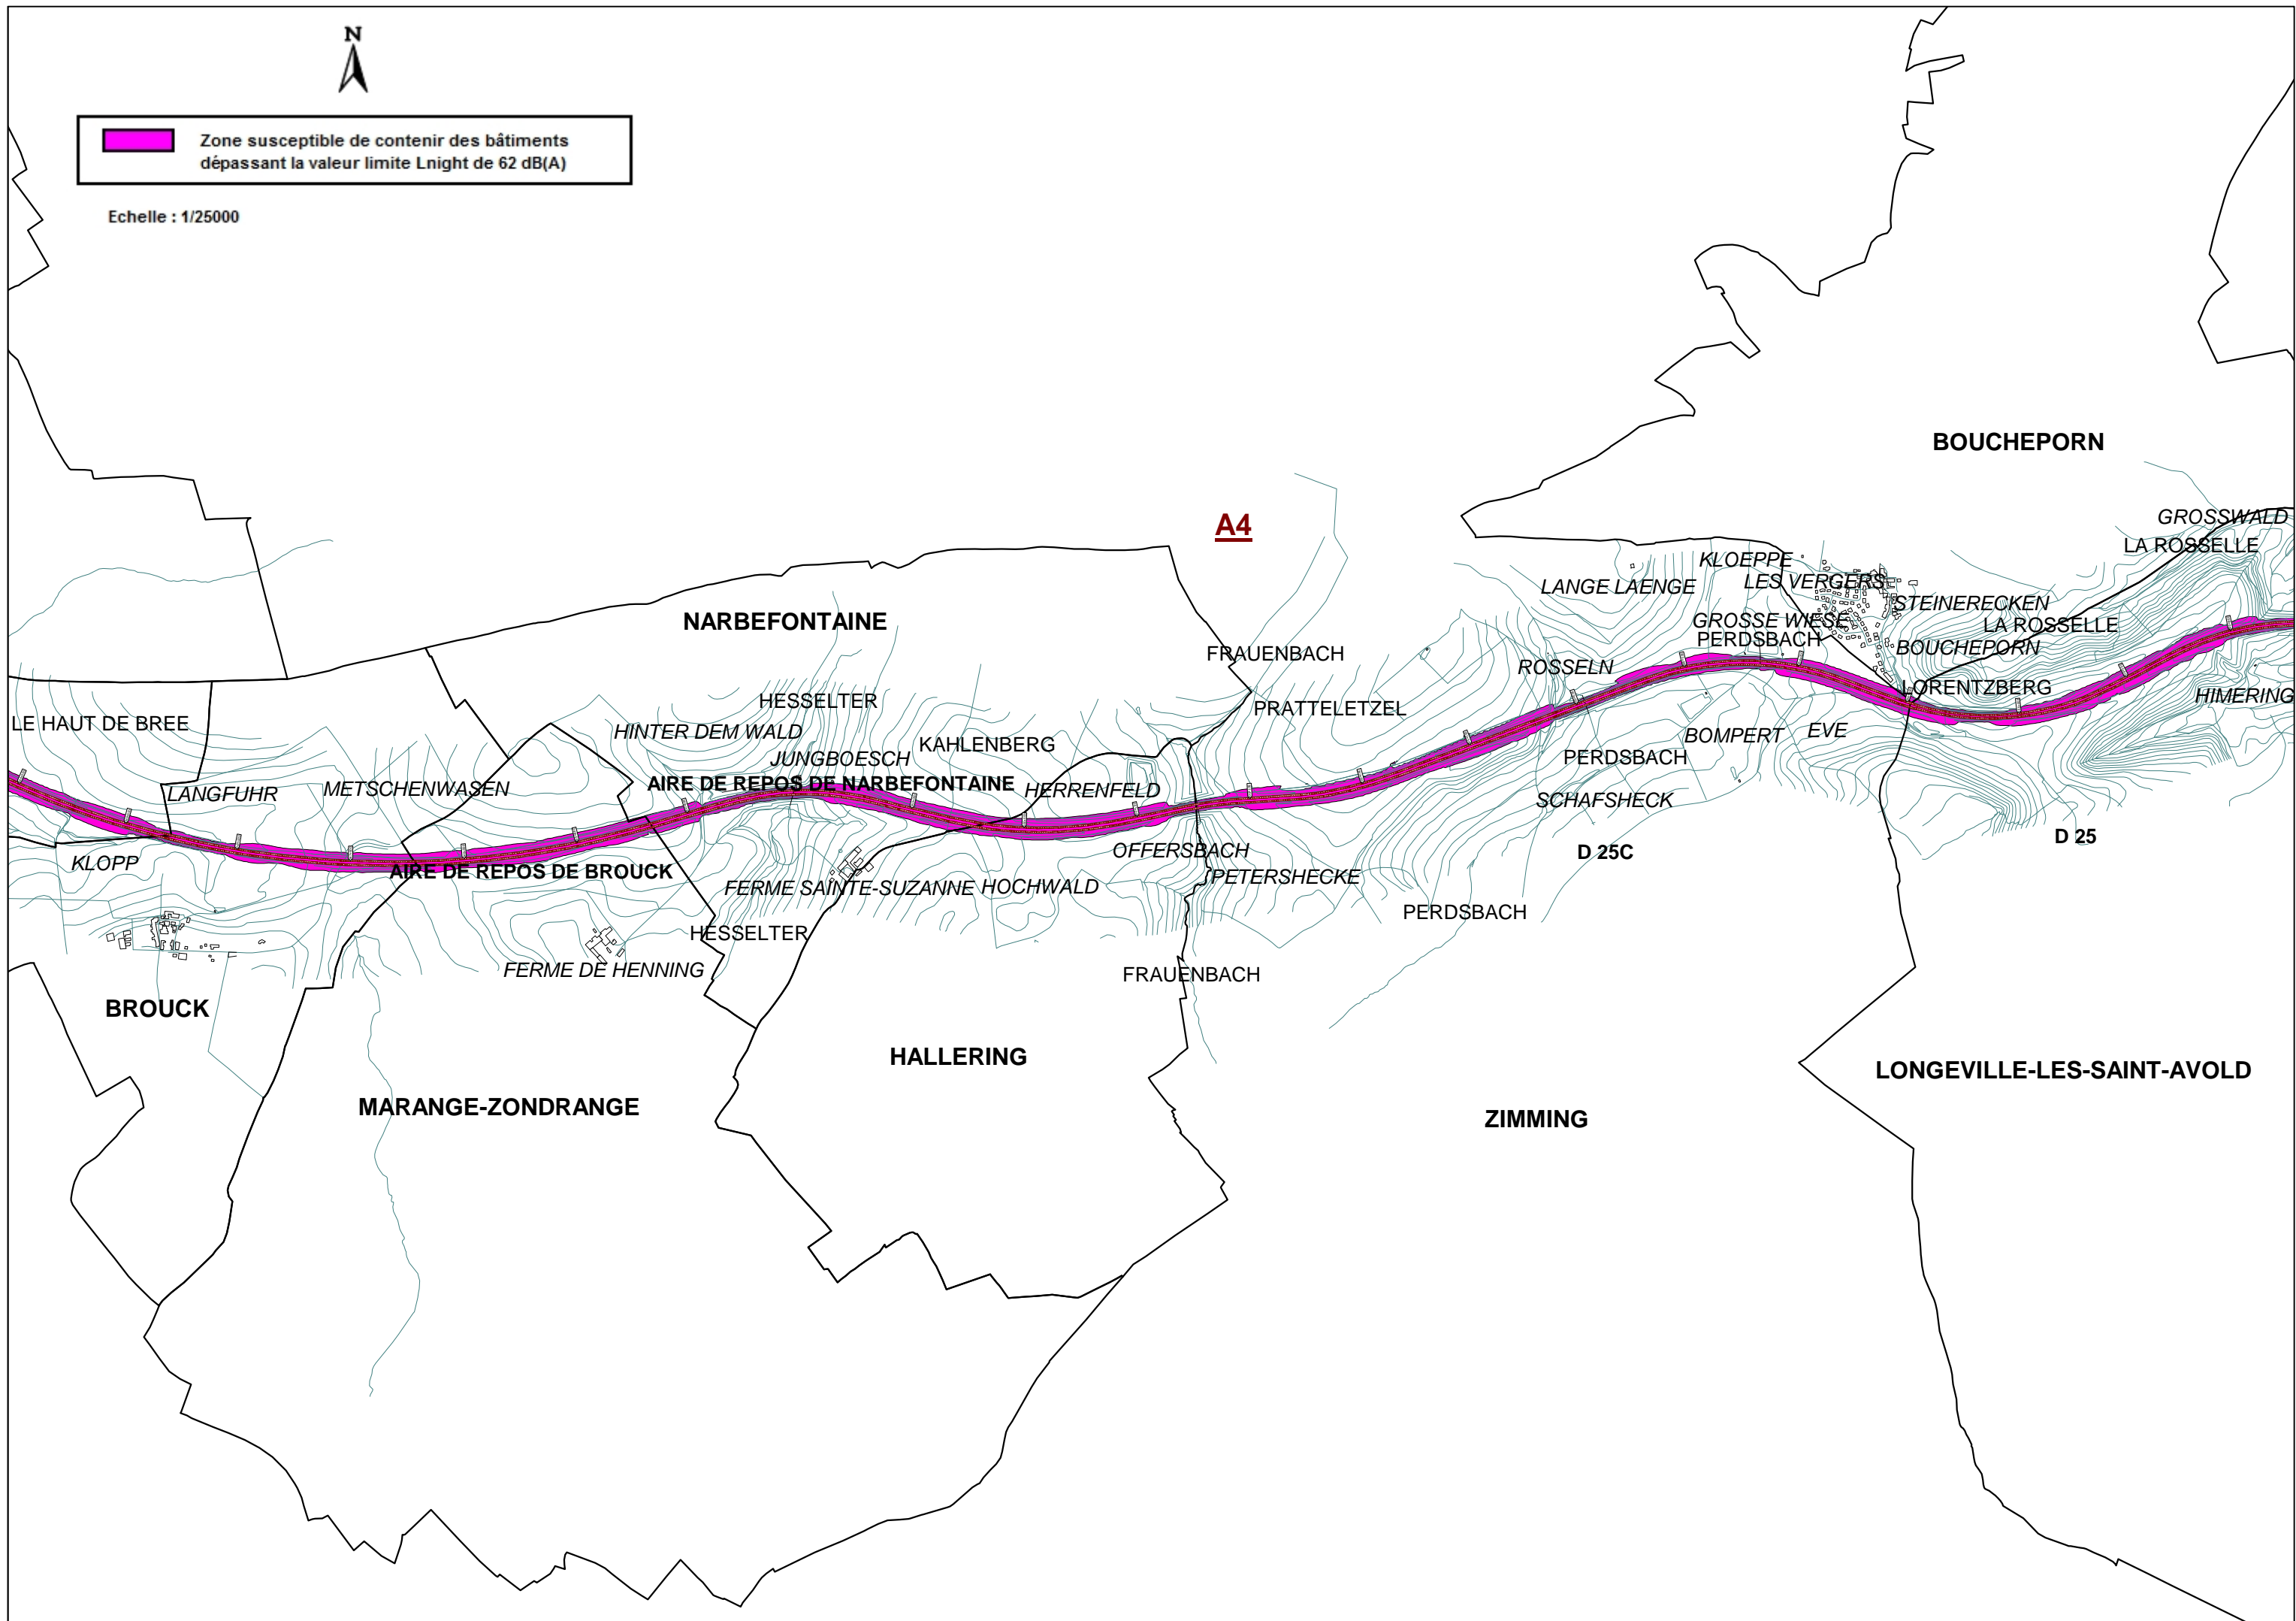 N
Zone susceptible de contenir des bâtiments
dépassant la valeur limite Lnight de 62 dB(A)
Echelle : 1/25000
BOUCHEPORN
A4
GROSSWALD
LA ROSSELLE
KLOEPPE
LANGE LAENGE
LES VERGERS
STEINERECKEN
NARBEFONTAINE
GROSSE WIESE
LA ROSSELLE
PERDSBACH
BOUCHEPORN
FRAUENBACH
ROSSELN
LORENTZBERG
HIMERING
HESSELTER
PRATTELETZEL
LE HAUT DE BREE
HINTER DEM WALD
KAHLENBERG
BOMPERT
EVE
JUNGBOESCH
PERDSBACH
AIRE DE REPOS DE NARBEFONTAINE
HERRENFELD
LANGFUHR
METSCHENWASEN
SCHAFSHECK
D 25
OFFERSBACH
D 25C
KLOPP
AIRE DE REPOS DE BROUCK
PETERSHECKE
FERME SAINTE-SUZANNE
HOCHWALD
PERDSBACH
HESSELTER
FERME DE HENNING
FRAUENBACH
BROUCK
HALLERING
LONGEVILLE-LES-SAINT-AVOLD
MARANGE-ZONDRANGE
ZIMMING